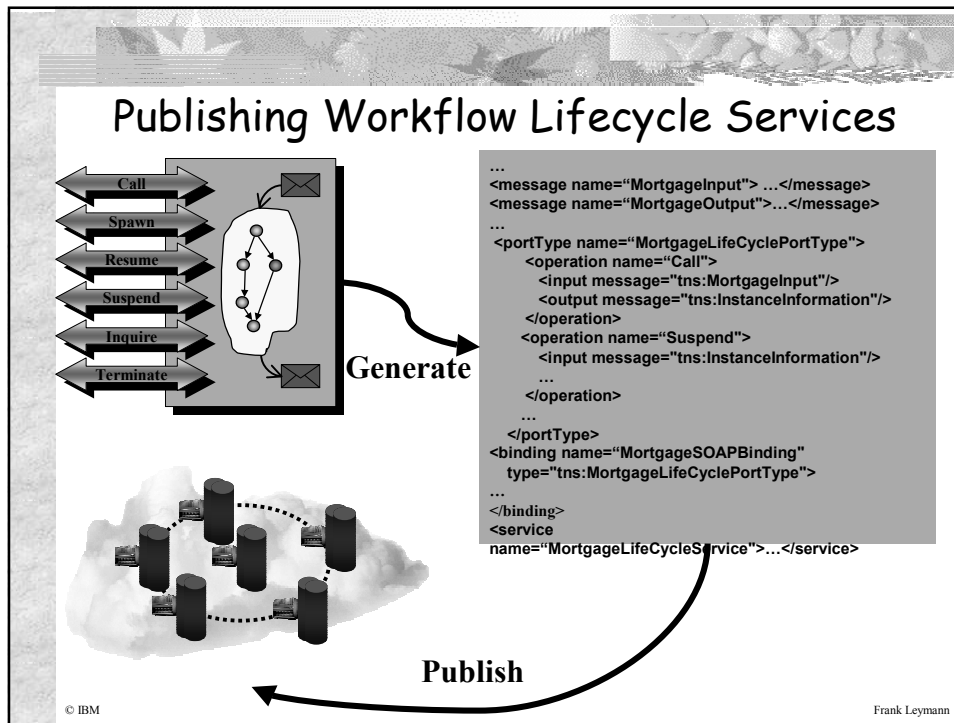 Publishing Workflow Lifecycle Services
Call
Spawn
Resume
Suspend
Inquire
Terminate
Generate
…
<message name=“MortgageInput"> …</message>
<message name=“MortgageOutput">…</message>
…
<portType name=“MortgageLifeCyclePortType">
<operation name=“Call">
<input message="tns:MortgageInput"/>
<output message="tns:InstanceInformation"/>
</operation>
<operation name=“Suspend">
<input message="tns:InstanceInformation"/>
…
</operation>
…
</portType>
<binding name=“MortgageSOAPBinding"
type="tns:MortgageLifeCyclePortType">
…
</binding>
<service
name=“MortgageLifeCycleService">…</service>
Publish
© IBM
Frank Leymann